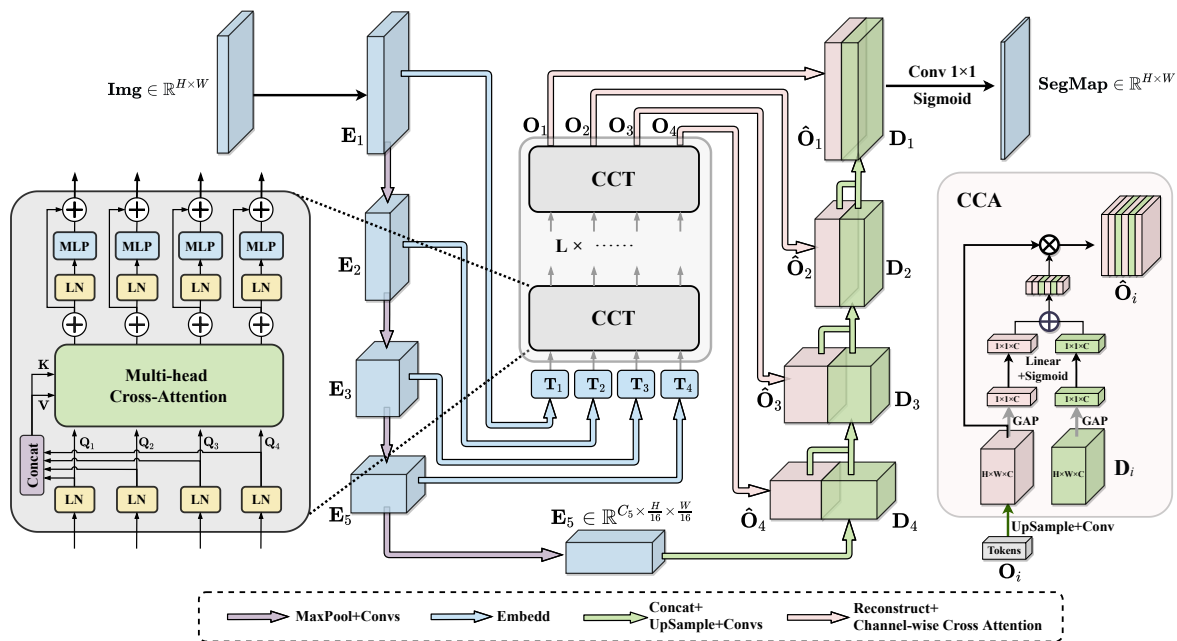 Img ∈ ℝ^{H×W}
E₁
O₁ O₂ O₃ O₄
Ô₁
D₁
Conv 1×1
Sigmoid
SegMap ∈ ℝ^{H×W}
MLP MLP MLP MLP
LN LN LN LN
K
V
Multi-head
Cross-Attention
Q₁ Q₂ Q₃ Q₄
Concat
LN LN LN LN
E₂
E₃
E₅
CCT
L × ······
CCT
T₁ T₂ T₃ T₄
Ô₂
D₂
Ô₃
D₃
Ô₄
D₄
E₅ ∈ ℝ^{C₅×H/16×W/16}
CCA
Ôᵢ
1×1×C 1×1×C
Linear
+Sigmoid
1×1×C 1×1×C
GAP GAP
H×W×C H×W×C
Dᵢ
UpSample+Conv
Tokens
Oᵢ
MaxPool+Convs
Embedd
Concat+
UpSample+Convs
Reconstruct+
Channel-wise Cross Attention